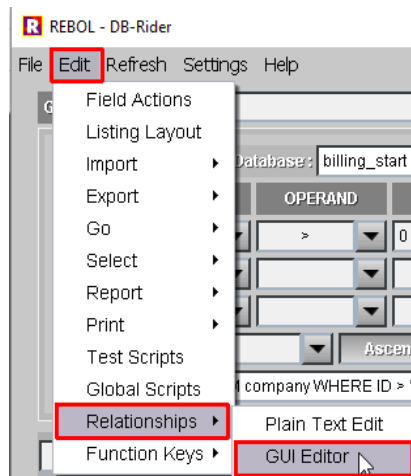 REBOL - DB-Rider
File Edit Refresh Settings Help
G
Field Actions
Listing Layout
Import
Database: billing_start
Export
OPERAND
Go
> 0
Select
Report
Print
Test Scripts
Ascen
Global Scripts
M company WHERE ID > '
Relationships
Plain Text Edit
Function Keys
GUI Editor